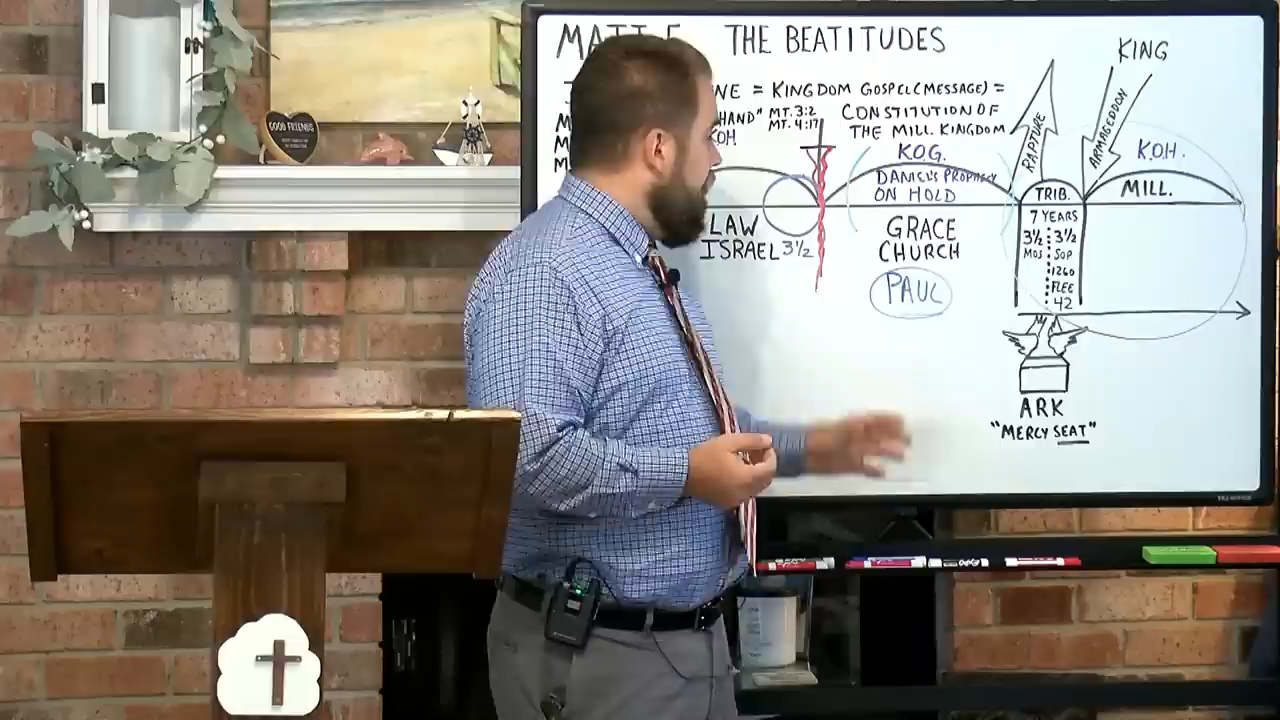 THE BEATITUDES
KING
= KINGDOM GOSPEL (MESSAGE) =
HAND" MT. 3:2
MT. 4:17
CONSTITUTION OF
THE MILL. KINGDOM
RAPTURE
ARMAGEDDON
K.O.G.
K.O.H.
DANIEL'S PROPHECY
ON HOLD
TRIB.
MILL.
LAW
ISRAEL 3½
GRACE
CHURCH
PAUL
7 YEARS
3½ 3½
MOS SOP
1260
FLEE
42
ARK
"MERCY SEAT"
GOOD FRIENDS